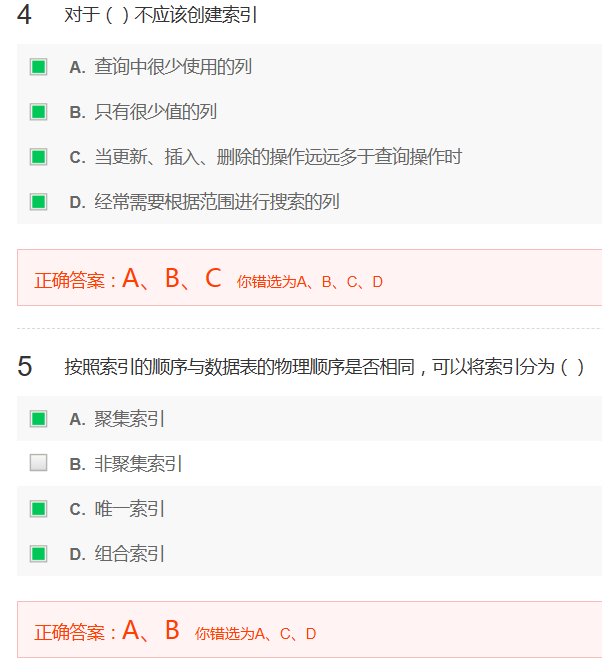 4 对于 ( ) 不应该创建索引
A. 查询中很少使用的列
B. 只有很少值的列
C. 当更新、插入、删除的操作远远多于查询操作时
D. 经常需要根据范围进行搜索的列
正确答案：A、B、C 你错选为A、B、C、D
5 按照索引的顺序与数据表的物理顺序是否相同，可以将索引分为 ( )
A. 聚集索引
B. 非聚集索引
C. 唯一索引
D. 组合索引
正确答案：A、B 你错选为A、C、D